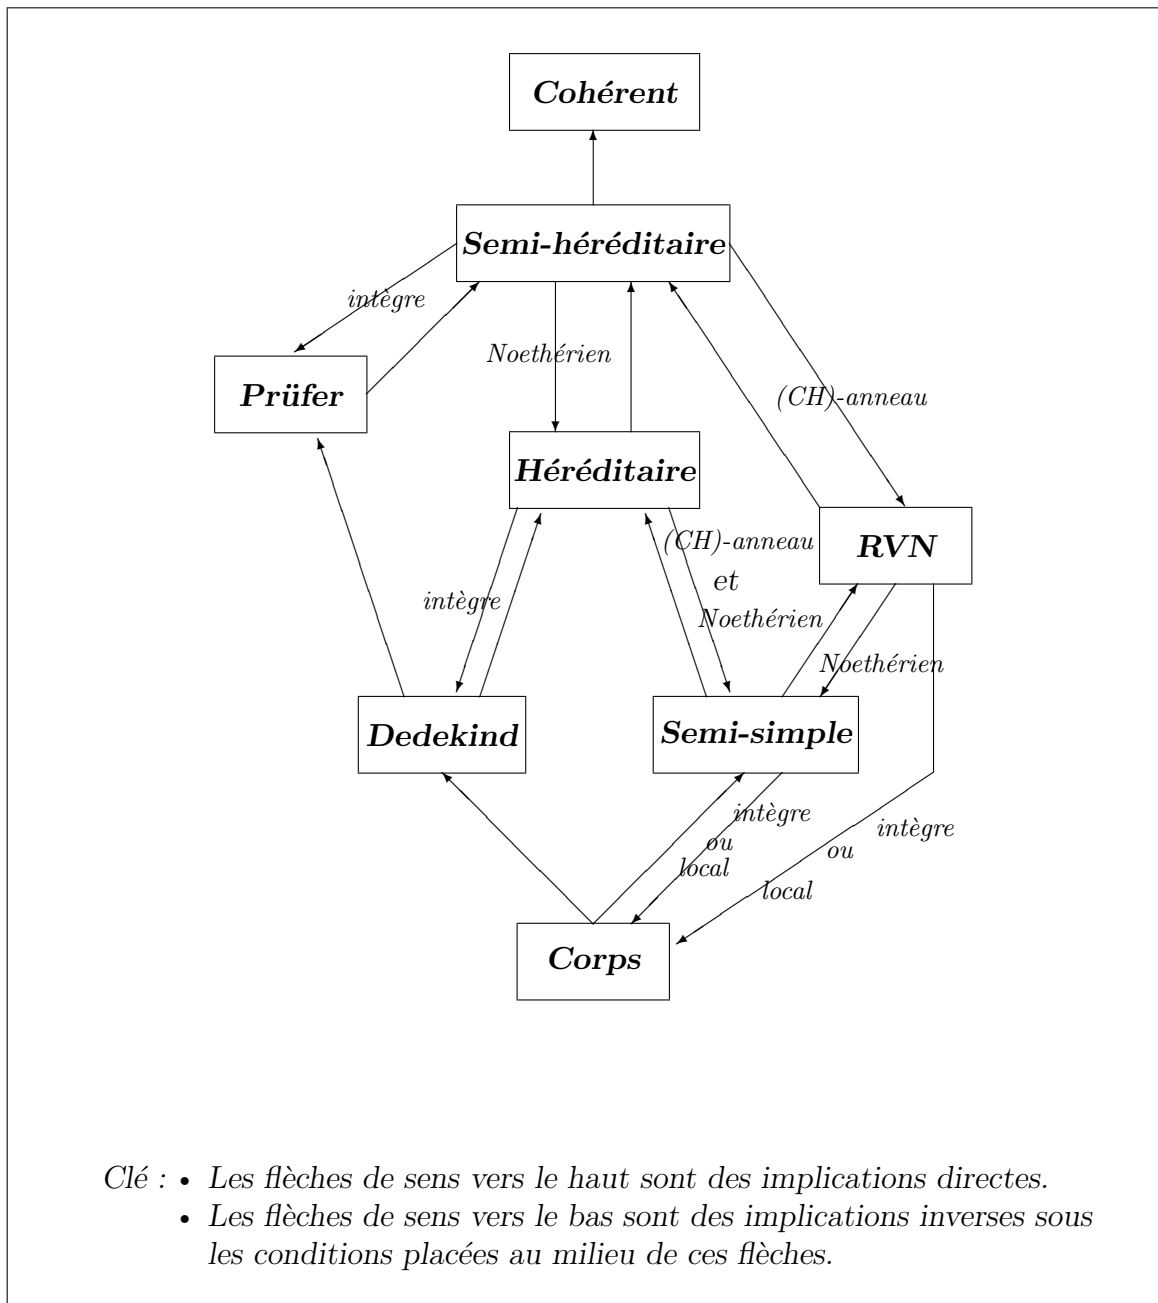 Cohérent
Semi-héréditaire
intègre
Noethérien
Prüfer
(CH)-anneau
Héréditaire
(CH)-anneau
et
RVN
intègre
Noethérien
Noethérien
Dedekind
Semi-simple
intègre
ou
local
intègre
ou
local
Corps
Clé : • Les flèches de sens vers le haut sont des implications directes.
• Les flèches de sens vers le bas sont des implications inverses sous
les conditions placées au milieu de ces flèches.